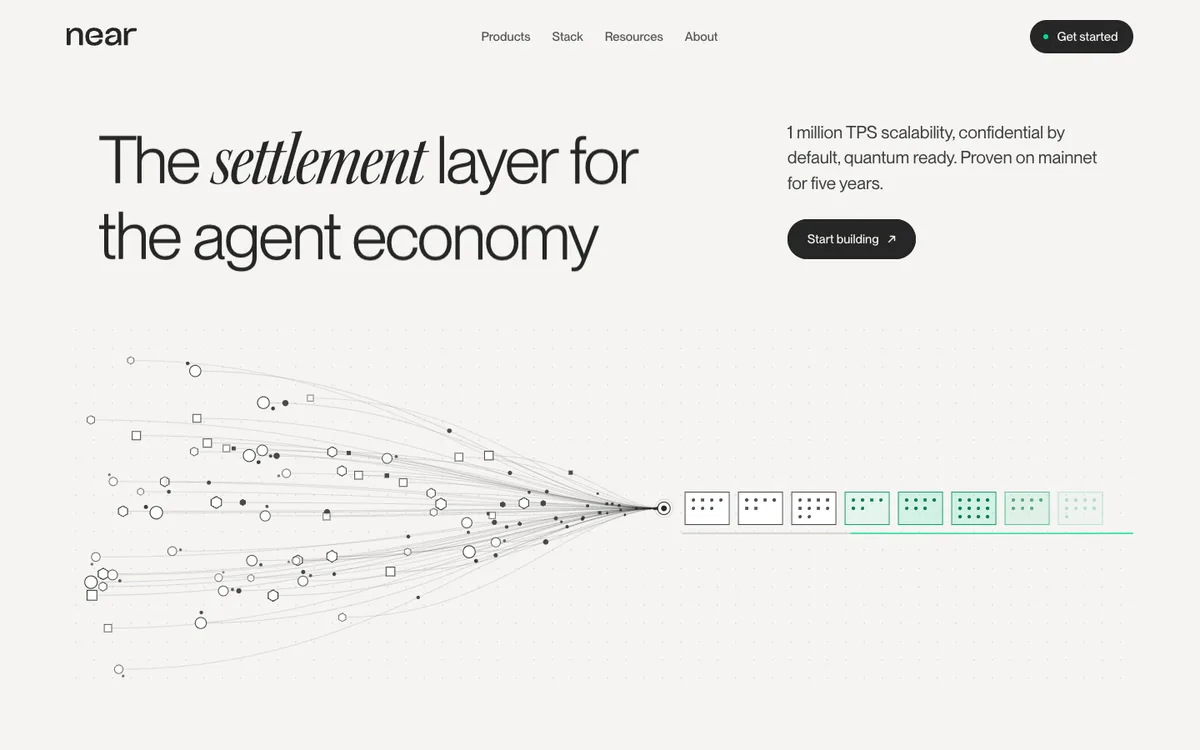 near
Products
Stack
Resources
About
Get started
The settlement layer for
the agent economy
1 million TPS scalability, confidential by
default, quantum ready. Proven on mainnet
for five years.
Start building